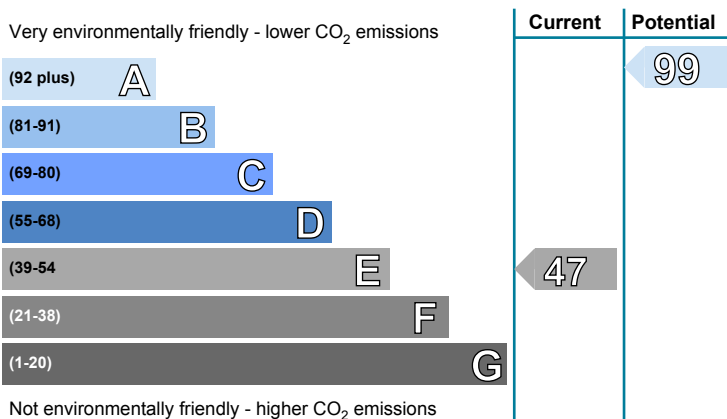 Current Potential
Very environmentally friendly - lower CO2 emissions
(92 plus) A 99
(81-91) B
(69-80) C
(55-68) D
(39-54 E 47
(21-38) F
(1-20) G
Not environmentally friendly - higher CO2 emissions